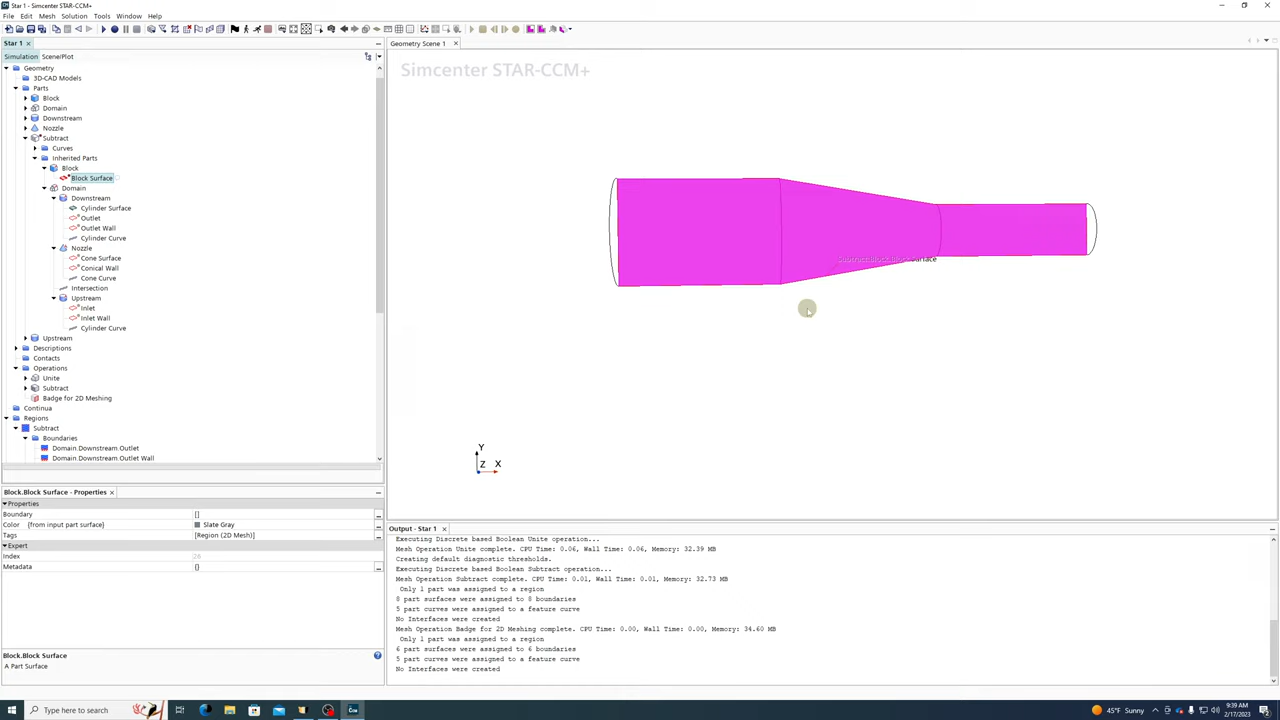 Star 1 - Simcenter STAR-CCM+
File Edit Mesh Solution Tools Window Help
Star 1
Geometry Scene 1
Simulation Scene/Plot
Simcenter STAR-CCM+
Geometry
3D-CAD Models
Parts
Block
Domain
Downstream
Nozzle
Subtract
Curves
Inherited Parts
Block
Block Surface
Domain
Downstream
Cylinder Surface
Outlet
Outlet Wall
Cylinder Curve
Nozzle
Cone Surface
Conical Wall
Cone Curve
Intersection
Upstream
Inlet
Inlet Wall
Cylinder Curve
Upstream
Descriptions
Contacts
Operations
Unite
Subtract
Badge for 2D Meshing
Continua
Regions
Subtract
Boundaries
Domain.Downstream.Outlet
Domain.Downstream.Outlet Wall
Subtract.Block.Block Surface
Y
Z X
Block.Block Surface - Properties
Properties
Boundary []
Color (from input part surface) Slate Gray
Tags [Region (2D Mesh)]
Expert
Index 26
Metadata {}
Block.Block Surface
A Part Surface
Output - Star 1
Executing Discrete based Boolean Unite operation...
Mesh Operation Unite complete. CPU Time: 0.06, Wall Time: 0.06, Memory: 32.39 MB
Creating default diagnostic thresholds.
Executing Discrete based Boolean Subtract operation...
Mesh Operation Subtract complete. CPU Time: 0.01, Wall Time: 0.01, Memory: 32.73 MB
Only 1 part was assigned to a region
8 part surfaces were assigned to 8 boundaries
5 part curves were assigned to a feature curve
No Interfaces were created
Mesh Operation Badge for 2D Meshing complete. CPU Time: 0.00, Wall Time: 0.00, Memory: 34.60 MB
Only 1 part was assigned to a region
6 part surfaces were assigned to 6 boundaries
5 part curves were assigned to a feature curve
No Interfaces were created
Type here to search
45°F Sunny
9:39 AM
2/17/2023